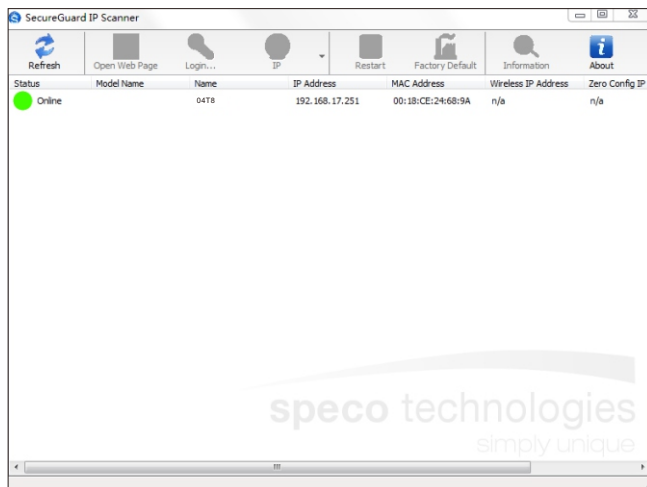 SecureGuard IP Scanner
Refresh Open Web Page Login... IP Restart Factory Default Information About
Status Model Name Name IP Address MAC Address Wireless IP Address Zero Config IP
Online 04T8 192.168.17.251 00:18:CE:24:68:9A n/a n/a
speco technologies
simply unique